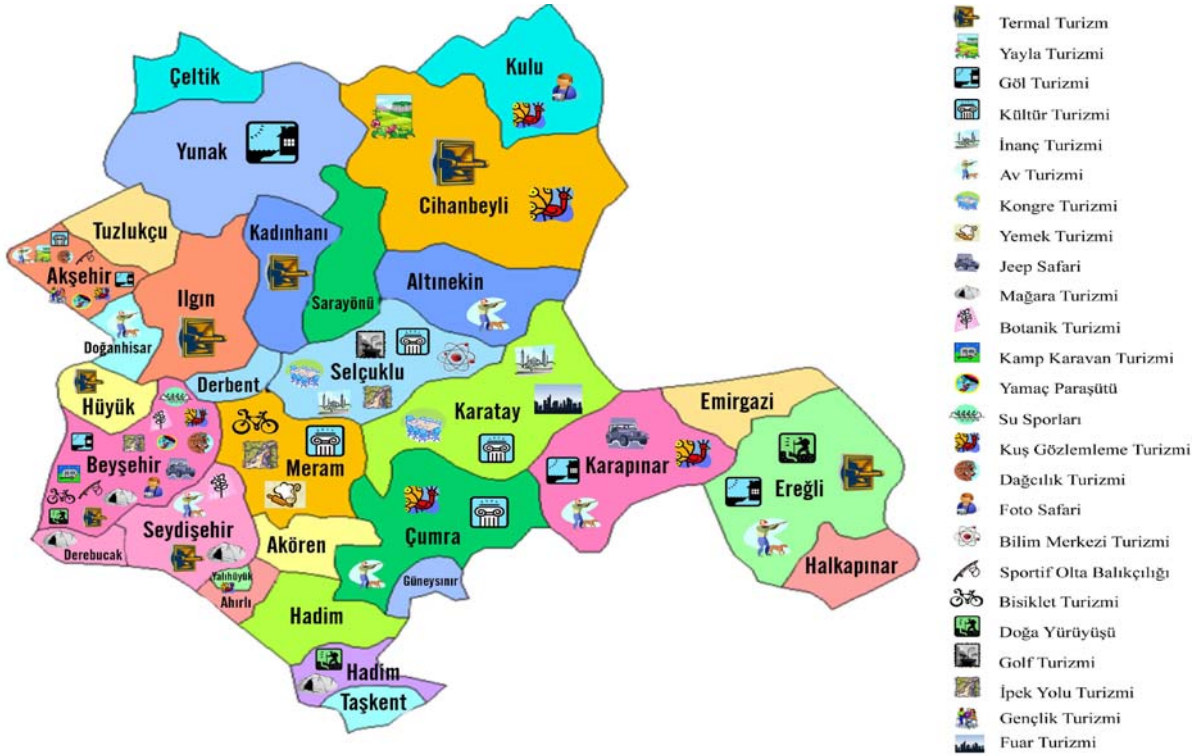 Çeltik
Kulu
Yunak
Cihanbeyli
Tuzlukçu
Kadınhanı
Akşehir
Ilgın
Sarayönü
Altınekin
Doğanhisar
Derbent
Selçuklu
Hüyük
Karatay
Emirgazi
Beyşehir
Meram
Karapınar
Ereğli
Seydişehir
Derebucak
Akören
Çumra
Halkapınar
Yalıhüyük
Ahırlı
Güneysınır
Hadim
Hadim
Taşkent
Termal Turizm
Yayla Turizmi
Göl Turizmi
Kültür Turizmi
İnanç Turizmi
Av Turizmi
Kongre Turizmi
Yemek Turizmi
Jeep Safari
Mağara Turizmi
Botanik Turizmi
Kamp Karavan Turizmi
Yamaç Paraşütü
Su Sporları
Kuş Gözlemleme Turizmi
Dağcılık Turizmi
Foto Safari
Bilim Merkezi Turizmi
Sportif Olta Balıkçılığı
Bisiklet Turizmi
Doğa Yürüyüşü
Golf Turizmi
İpek Yolu Turizmi
Gençlik Turizmi
Fuar Turizmi